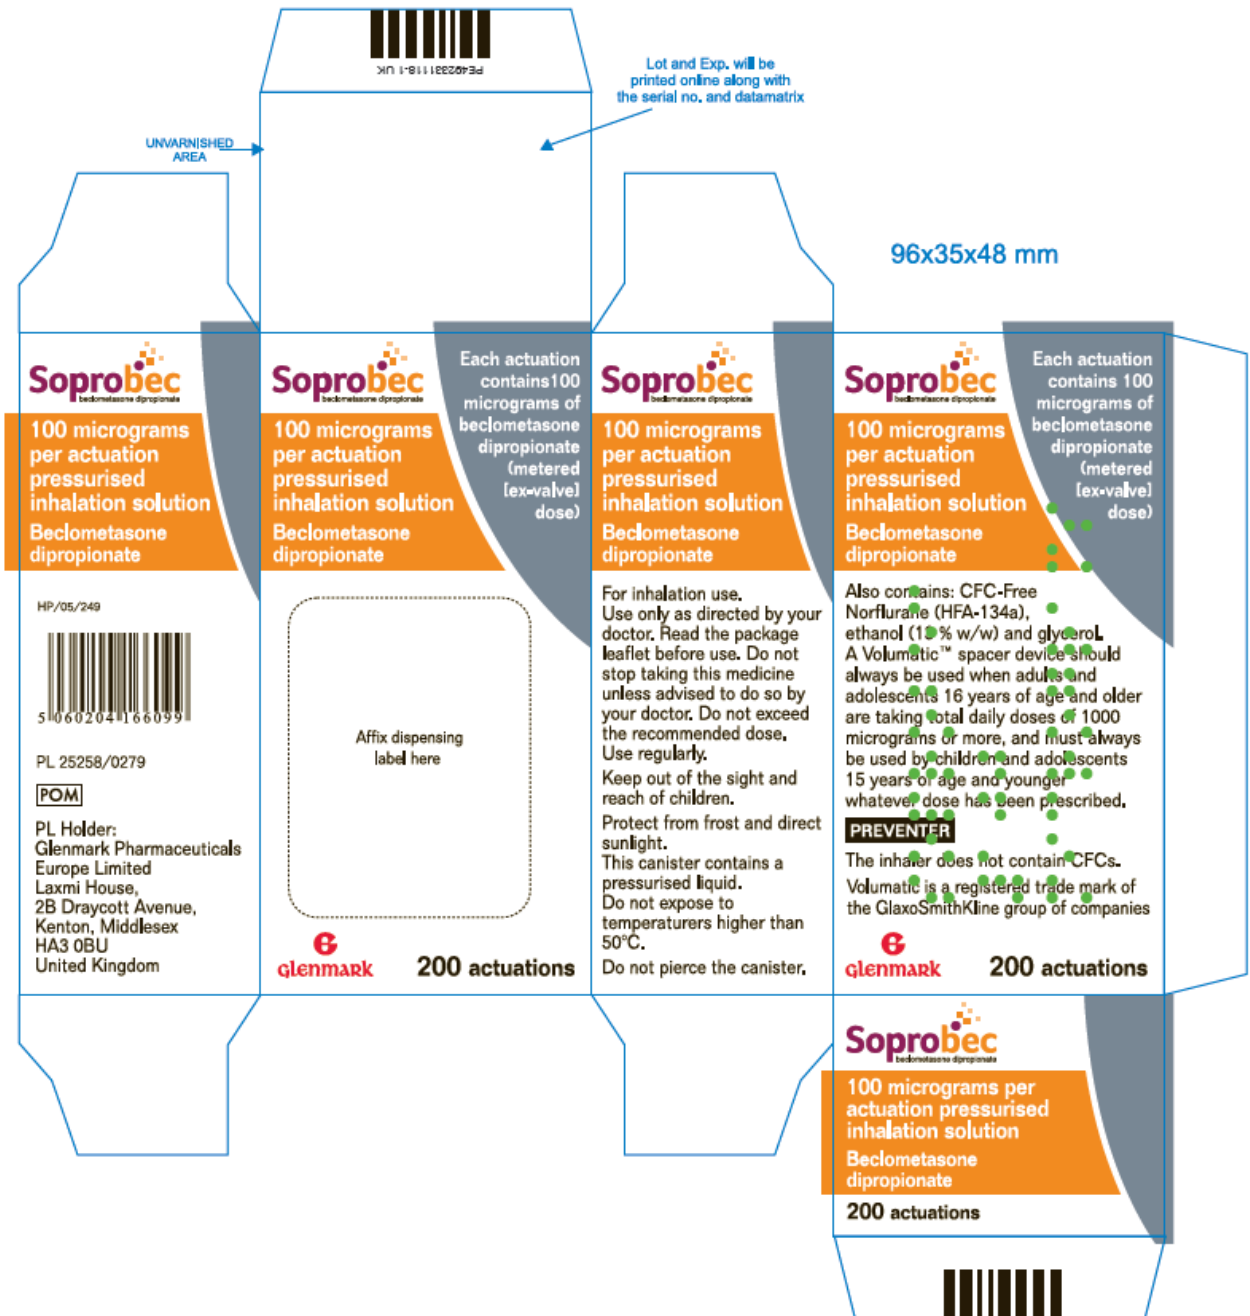 PE492331118-1 UK
Lot and Exp. will be
printed online along with
the serial no. and datamatrix
UNVARNISHED
AREA
96x35x48 mm
Soprobec
beclometasone dipropionate
100 micrograms
per actuation
pressurised
inhalation solution
Beclometasone
dipropionate
HP/05/249
5 060204 166099
PL 25258/0279
POM
PL Holder:
Glenmark Pharmaceuticals
Europe Limited
Laxmi House,
2B Draycott Avenue,
Kenton, Middlesex
HA3 0BU
United Kingdom
Soprobec
beclometasone dipropionate
Each actuation
contains100
micrograms of
beclometasone
dipropionate
(metered
[ex-valve]
dose)
100 micrograms
per actuation
pressurised
inhalation solution
Beclometasone
dipropionate
Affix dispensing
label here
GLENMARK
200 actuations
Soprobec
beclometasone dipropionate
100 micrograms
per actuation
pressurised
inhalation solution
Beclometasone
dipropionate
For inhalation use.
Use only as directed by your
doctor. Read the package
leaflet before use. Do not
stop taking this medicine
unless advised to do so by
your doctor. Do not exceed
the recommended dose.
Use regularly.
Keep out of the sight and
reach of children.
Protect from frost and direct
sunlight.
This canister contains a
pressurised liquid.
Do not expose to
temperaturers higher than
50°C.
Do not pierce the canister.
Soprobec
beclometasone dipropionate
Each actuation
contains 100
micrograms of
beclometasone
dipropionate
(metered
[ex-valve]
dose)
100 micrograms
per actuation
pressurised
inhalation solution
Beclometasone
dipropionate
Also contains: CFC-Free
Norflurane (HFA-134a),
ethanol (13 % w/w) and glycerol.
A Volumatic™ spacer device should
always be used when adults and
adolescents 16 years of age and older
are taking total daily doses of 1000
micrograms or more, and must always
be used by children and adolescents
15 years of age and younger
whatever dose has been prescribed.
PREVENTER
The inhaler does not contain CFCs.
Volumatic is a registered trade mark of
the GlaxoSmithKline group of companies
GLENMARK
200 actuations
Soprobec
beclometasone dipropionate
100 micrograms per
actuation pressurised
inhalation solution
Beclometasone
dipropionate
200 actuations